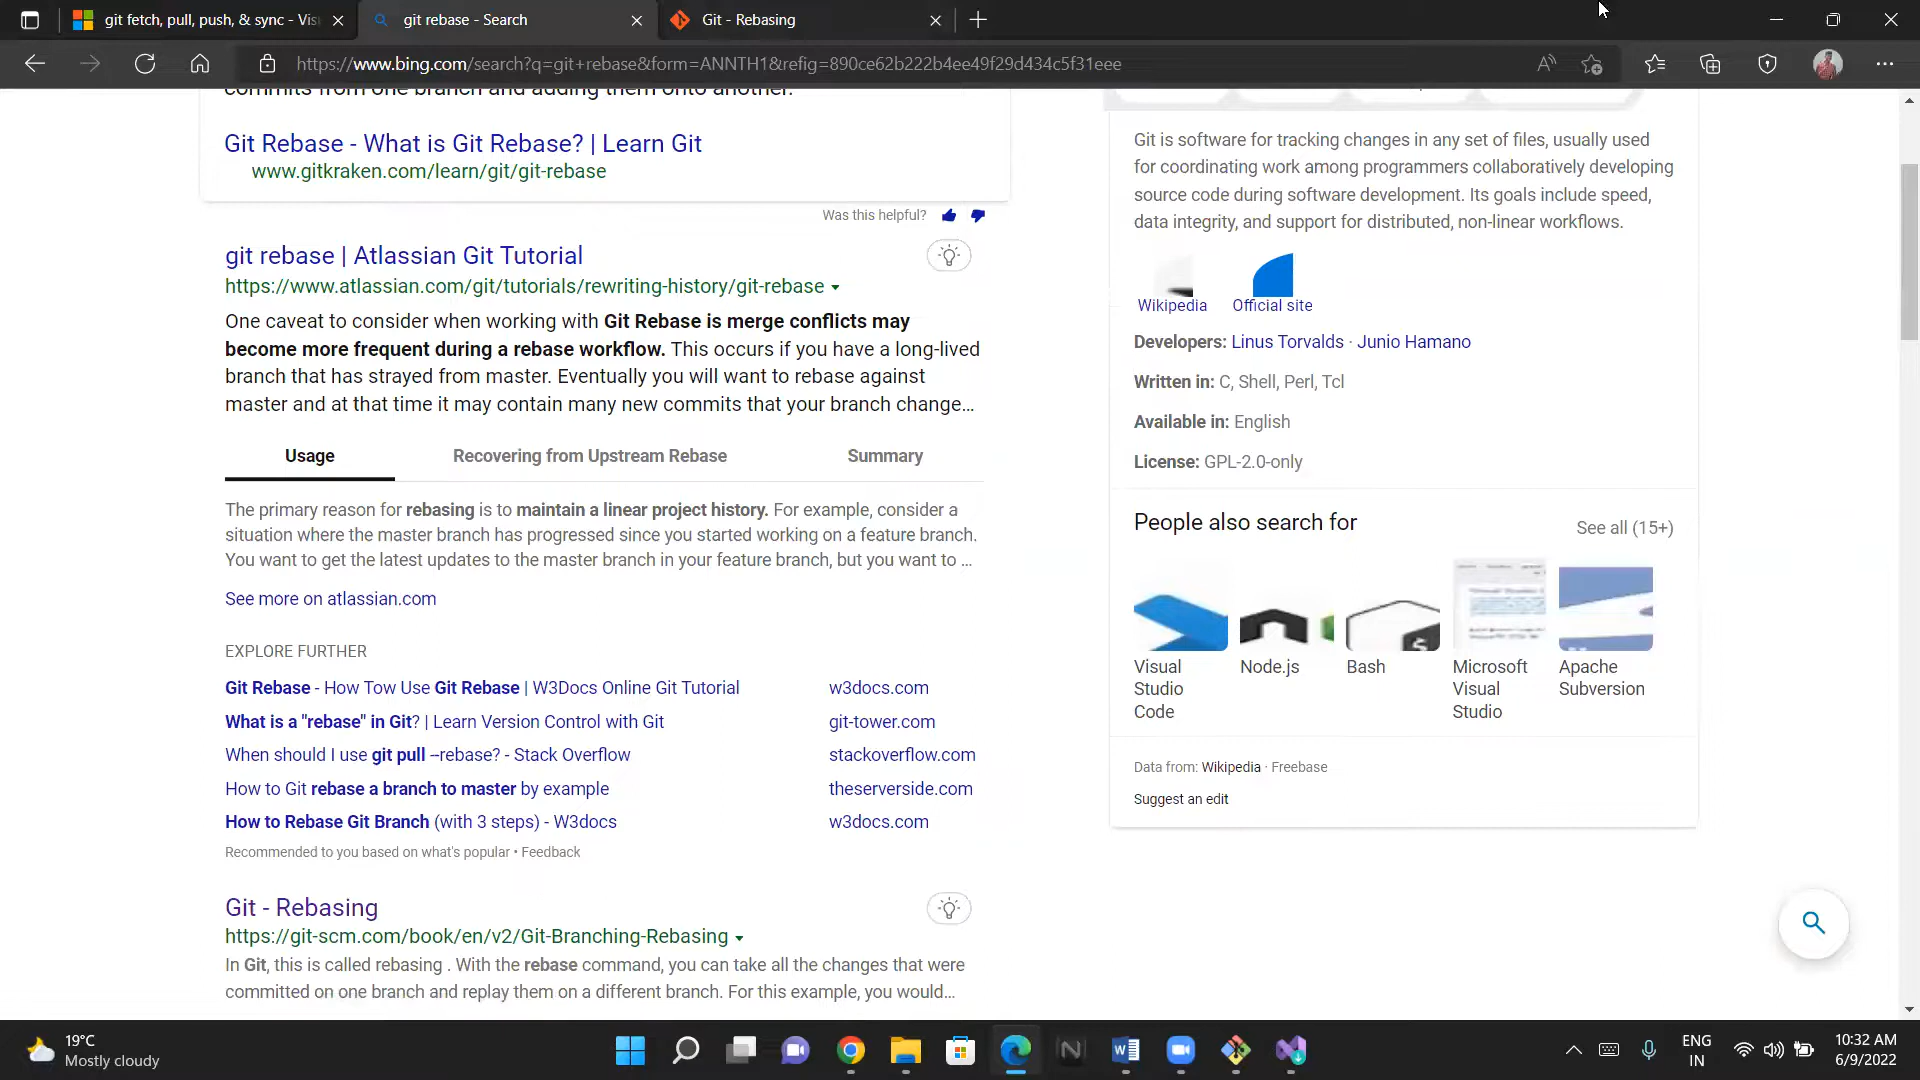 git fetch, pull, push, & sync - Vis
git rebase - Search
Git - Rebasing
https://www.bing.com/search?q=git+rebase&form=ANNTH1&refig=890ce62b222b4ee49f29d434c5f31eee
commits from one branch and adding them onto another.
Git Rebase - What is Git Rebase? | Learn Git
www.gitkraken.com/learn/git/git-rebase
Was this helpful?
git rebase | Atlassian Git Tutorial
https://www.atlassian.com/git/tutorials/rewriting-history/git-rebase
One caveat to consider when working with Git Rebase is merge conflicts may
become more frequent during a rebase workflow. This occurs if you have a long-lived
branch that has strayed from master. Eventually you will want to rebase against
master and at that time it may contain many new commits that your branch change...
Usage
Recovering from Upstream Rebase
Summary
The primary reason for rebasing is to maintain a linear project history. For example, consider a
situation where the master branch has progressed since you started working on a feature branch.
You want to get the latest updates to the master branch in your feature branch, but you want to ...
See more on atlassian.com
EXPLORE FURTHER
Git Rebase - How Tow Use Git Rebase | W3Docs Online Git Tutorial w3docs.com
What is a "rebase" in Git? | Learn Version Control with Git git-tower.com
When should I use git pull --rebase? - Stack Overflow stackoverflow.com
How to Git rebase a branch to master by example theserverside.com
How to Rebase Git Branch (with 3 steps) - W3docs w3docs.com
Recommended to you based on what's popular • Feedback
Git - Rebasing
https://git-scm.com/book/en/v2/Git-Branching-Rebasing
In Git, this is called rebasing . With the rebase command, you can take all the changes that were
committed on one branch and replay them on a different branch. For this example, you would...
Git is software for tracking changes in any set of files, usually used
for coordinating work among programmers collaboratively developing
source code during software development. Its goals include speed,
data integrity, and support for distributed, non-linear workflows.
Wikipedia
Official site
Developers: Linus Torvalds · Junio Hamano
Written in: C, Shell, Perl, Tcl
Available in: English
License: GPL-2.0-only
People also search for
See all (15+)
Visual
Studio
Code
Node.js
Bash
Microsoft
Visual
Studio
Apache
Subversion
Data from: Wikipedia · Freebase
Suggest an edit
19°C
Mostly cloudy
ENG
IN
10:32 AM
6/9/2022